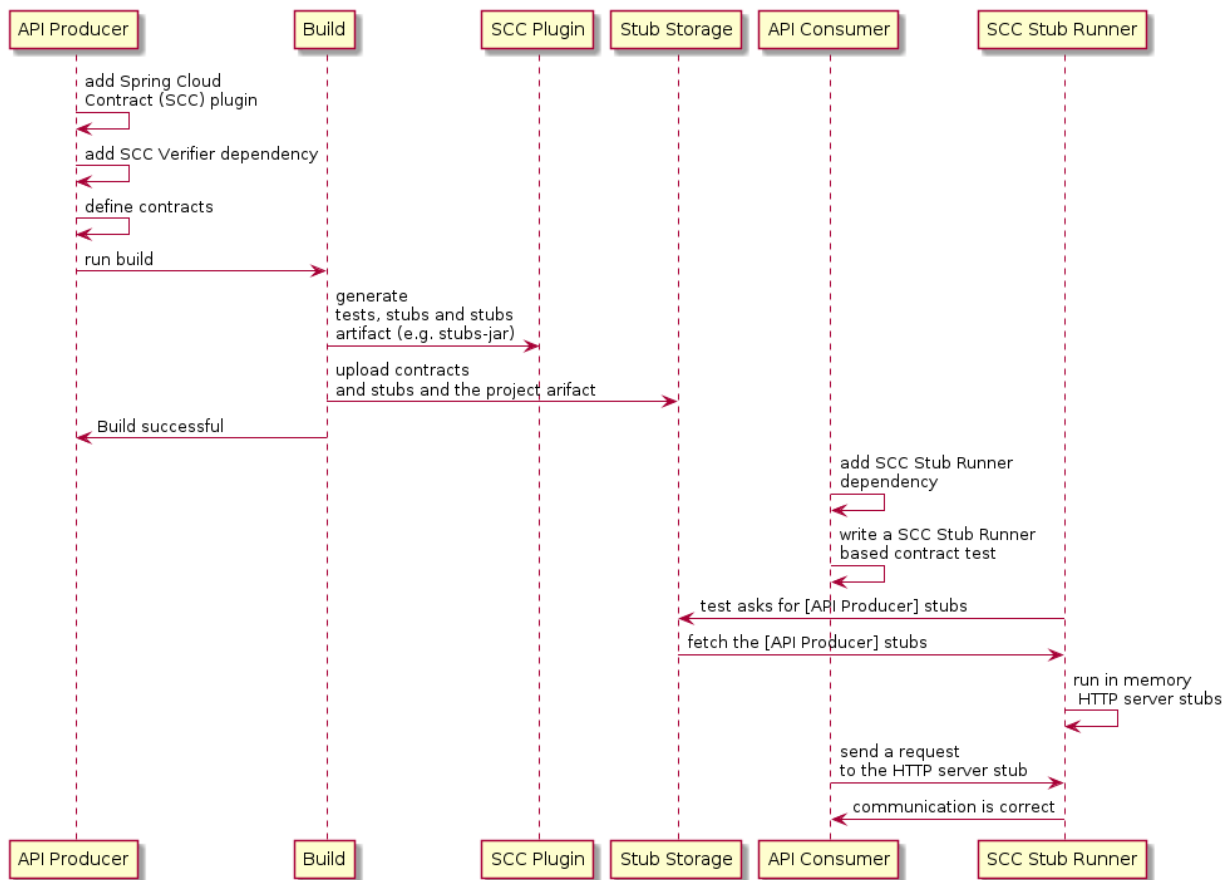 API Producer
Build
SCC Plugin
Stub Storage
API Consumer
SCC Stub Runner
add Spring Cloud
Contract (SCC) plugin
add SCC Verifier dependency
define contracts
run build
generate
tests, stubs and stubs
artifact (e.g. stubs-jar)
upload contracts
and stubs and the project arifact
Build successful
add SCC Stub Runner
dependency
write a SCC Stub Runner
based contract test
test asks for [API Producer] stubs
fetch the [API Producer] stubs
run in memory
HTTP server stubs
send a request
to the HTTP server stub
communication is correct
API Producer
Build
SCC Plugin
Stub Storage
API Consumer
SCC Stub Runner